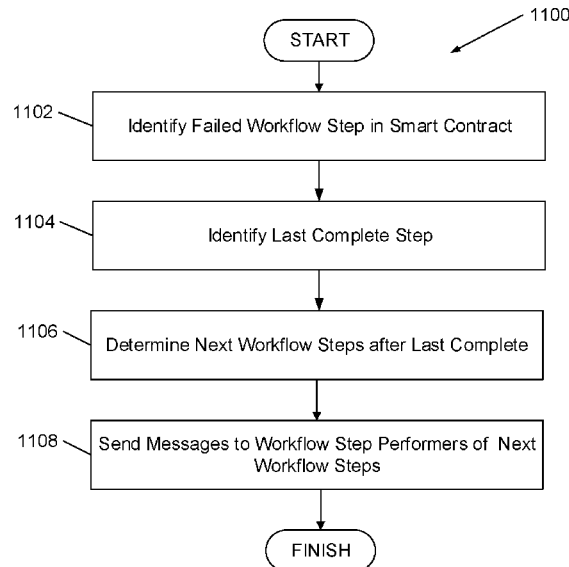 START
1100
1102
Identify Failed Workflow Step in Smart Contract
1104
Identify Last Complete Step
1106
Determine Next Workflow Steps after Last Complete
1108
Send Messages to Workflow Step Performers of Next
Workflow Steps
FINISH